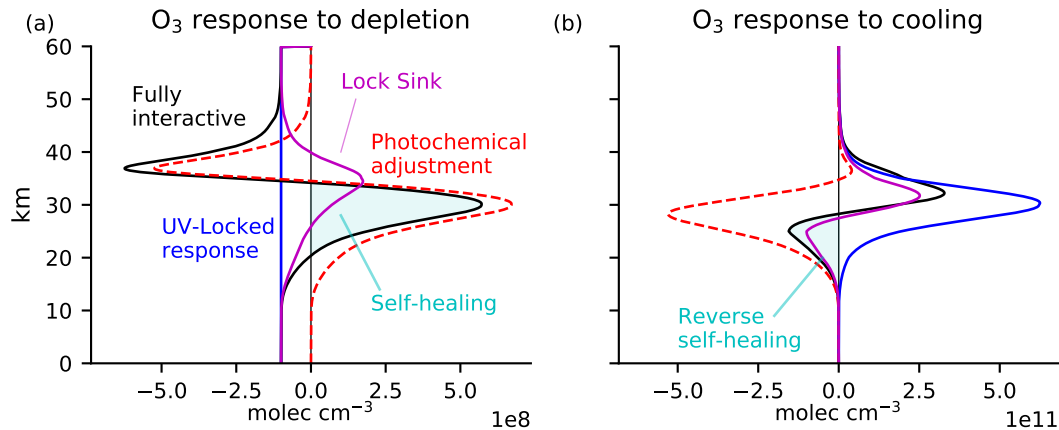 (a)
O₃ response to depletion
60
50
40
30
20
10
0
km
Fully
interactive
Lock Sink
Photochemical
adjustment
UV-Locked
response
Self-healing
−5.0
−2.5
0.0
2.5
5.0
molec cm⁻³
1e8
(b)
O₃ response to cooling
Reverse
self-healing
−5.0
−2.5
0.0
2.5
5.0
molec cm⁻³
1e11